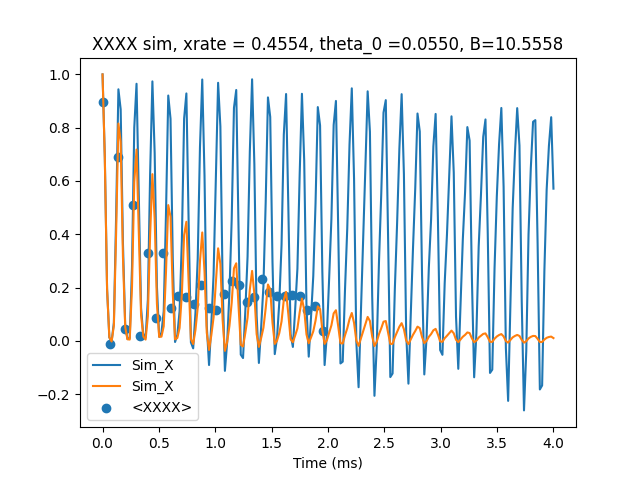 XXXX sim, xrate = 0.4554, theta_0 =0.0550, B=10.5558
1.0
0.8
0.6
0.4
0.2
0.0
−0.2
Sim_X
Sim_X
<XXXX>
0.0 0.5 1.0 1.5 2.0 2.5 3.0 3.5 4.0
Time (ms)